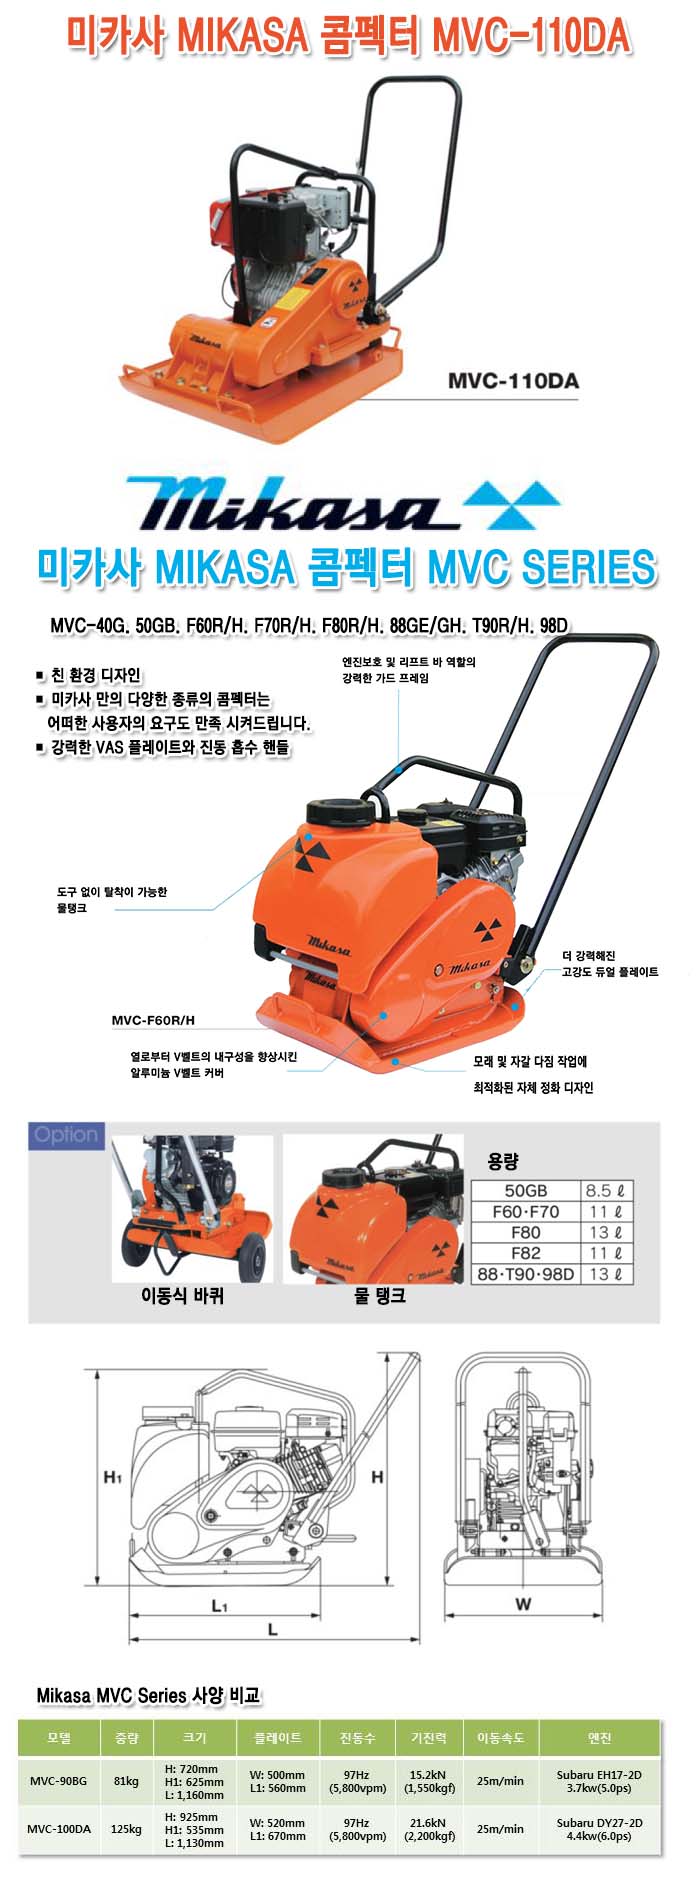 미카사 MIKASA 콤펙터 MVC-110DA
mikasa
mikasa
MVC-110DA
mikasa
미카사 MIKASA 콤펙터 MVC SERIES
MVC-40G. 50GB. F60R/H. F70R/H. F80R/H. 88GE/GH. T90R/H. 98D
엔진보호 및 리프트 바 역할의
강력한 가드 프레임
■ 친 환경 디자인
■ 미카사 만의 다양한 종류의 콤펙터는
어떠한 사용자의 요구도 만족 시켜드립니다.
■ 강력한 VAS 플레이트와 진동 흡수 핸들
도구 없이 탈착이 가능한
물탱크
mikasa
mikasa
mikasa
더 강력해진
고강도 듀얼 플레이트
MVC-F60R/H
열로부터 V벨트의 내구성을 향상시킨
알루미늄 V벨트 커버
모래 및 자갈 다짐 작업에
최적화된 자체 정화 디자인
Option
용량
50GB 8.5 ℓ
F60·F70 11 ℓ
F80 13 ℓ
F82 11 ℓ
88·T90·98D 13 ℓ
mikasa
mikasa
이동식 바퀴
물 탱크
H1
H
L1
L
W
Mikasa MVC Series 사양 비교
모델 중량 크기 플레이트 진동수 기진력 이동속도 엔진
MVC-90BG 81kg H: 720mm H1: 625mm L: 1,160mm W: 500mm L1: 560mm 97Hz (5,800vpm) 15.2kN (1,550kgf) 25m/min Subaru EH17-2D 3.7kw(5.0ps)
MVC-100DA 125kg H: 925mm H1: 535mm L: 1,130mm W: 520mm L1: 670mm 97Hz (5,800vpm) 21.6kN (2,200kgf) 25m/min Subaru DY27-2D 4.4kw(6.0ps)